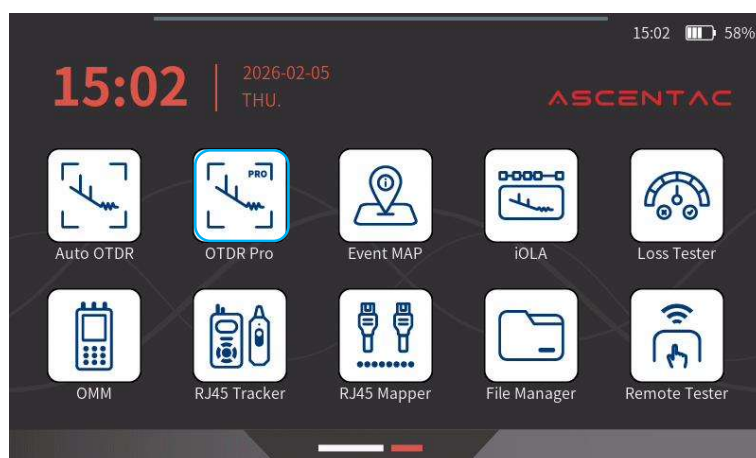 15:02 58%
15:02
2026-02-05
THU.
ASCENTAC
PRO
Auto OTDR OTDR Pro Event MAP iOLA Loss Tester
OMM RJ45 Tracker RJ45 Mapper File Manager Remote Tester